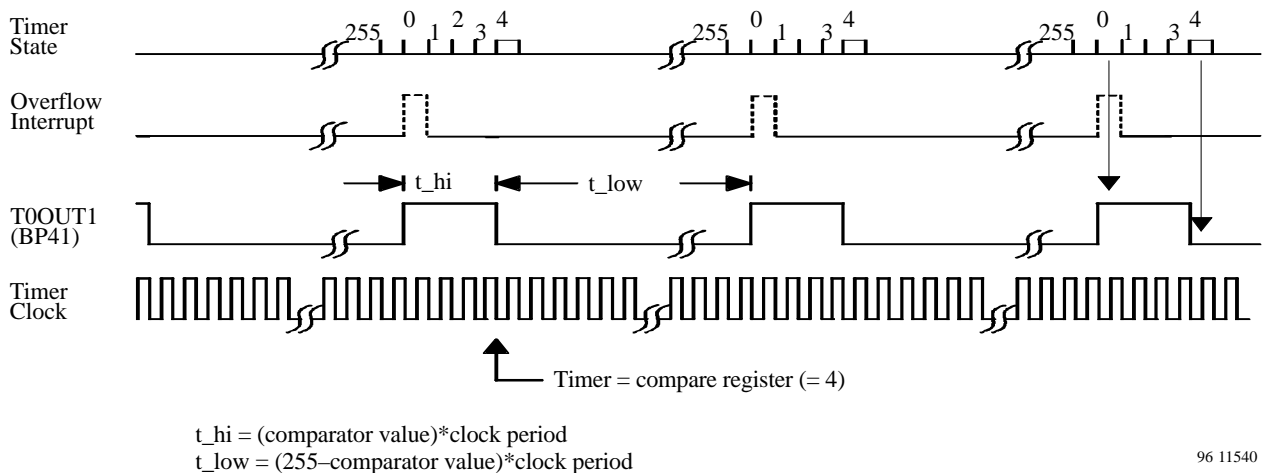 Timer
State
255 0 1 2 3 4
255 0 1 3 4
255 0 1 3 4
Overflow
Interrupt
t_hi t_low
T0OUT1
(BP41)
Timer
Clock
Timer = compare register (= 4)
t_hi = (comparator value)*clock period
t_low = (255–comparator value)*clock period
96 11540